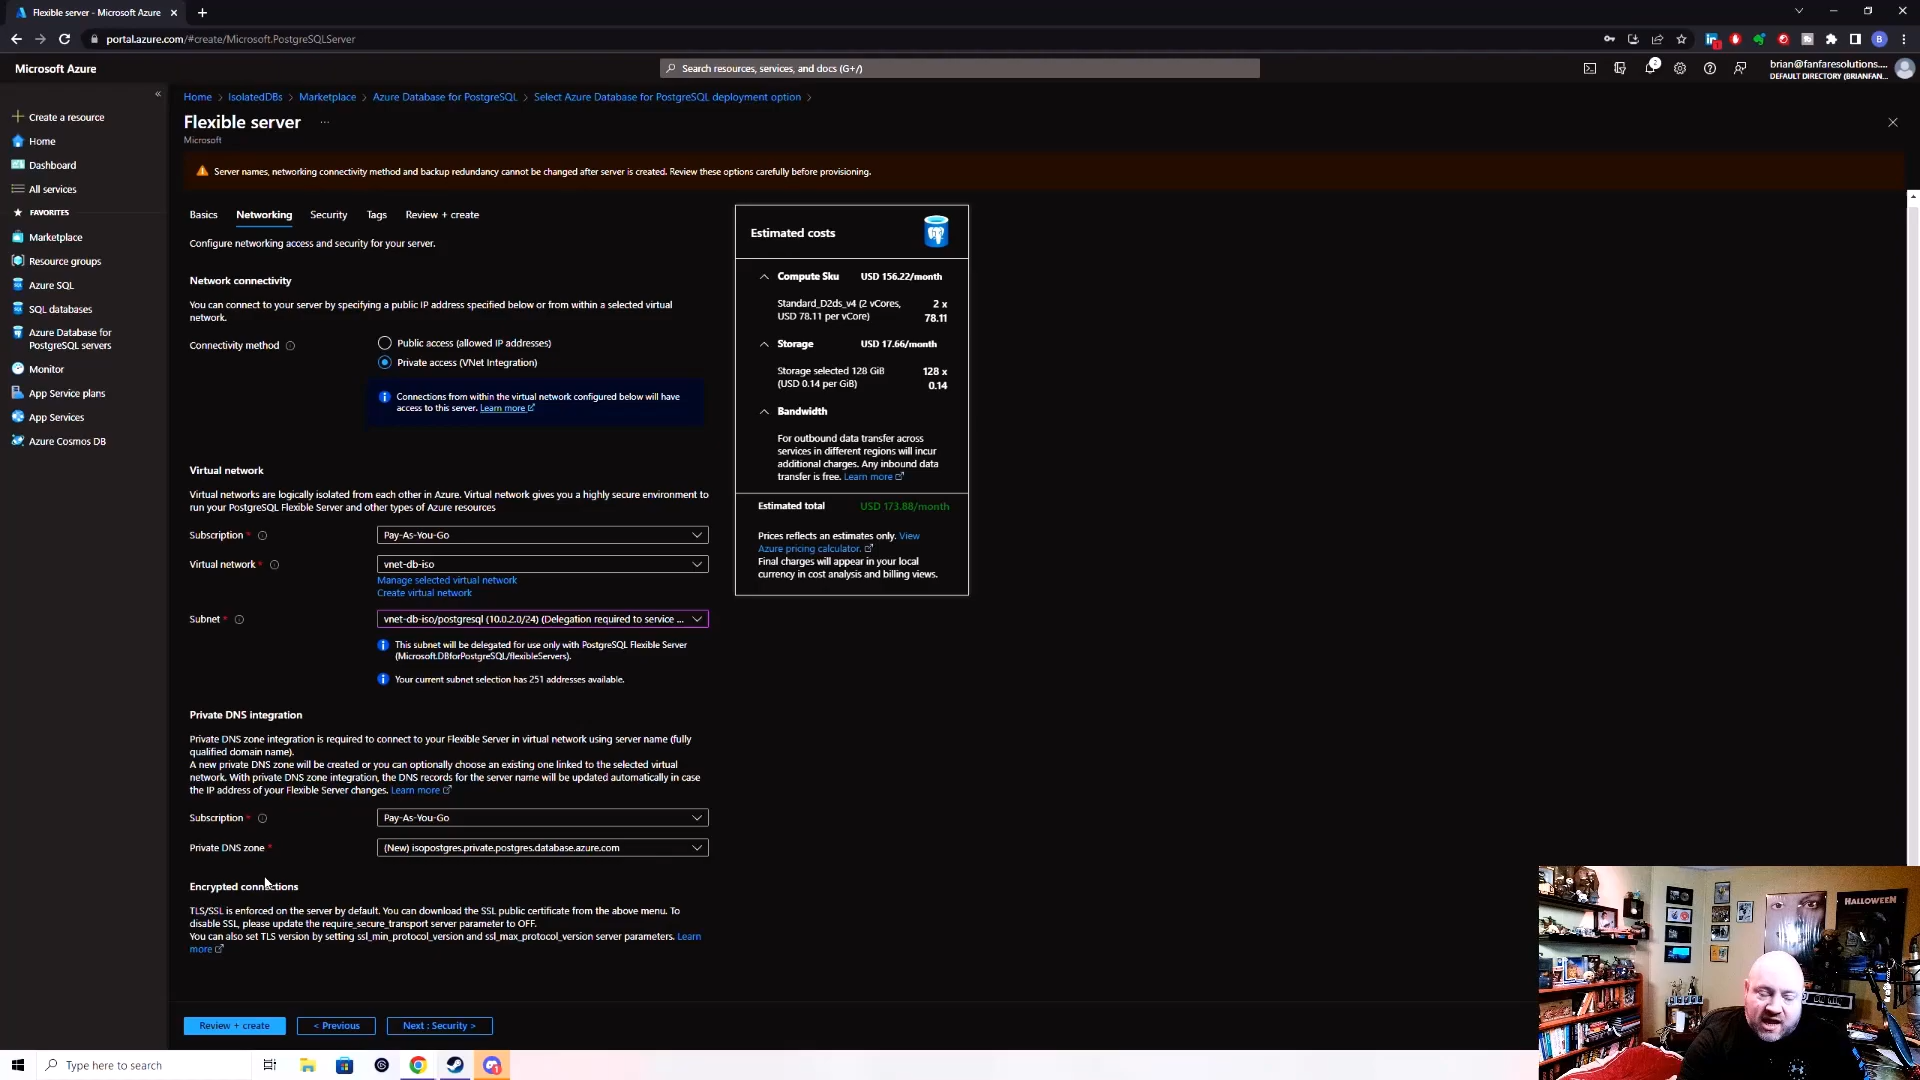 Flexible server - Microsoft Azure
portal.azure.com/#create/Microsoft.PostgreSQLServer
Microsoft Azure
Search resources, services, and docs (G+/)
2
brian@fanfaresolutions....
DEFAULT DIRECTORY (BRIANFAN...
Create a resource
Home
Dashboard
All services
FAVORITES
Marketplace
Resource groups
Azure SQL
SQL databases
Azure Database for
PostgreSQL servers
Monitor
App Service plans
App Services
Azure Cosmos DB
Home > IsolatedDBs > Marketplace > Azure Database for PostgreSQL > Select Azure Database for PostgreSQL deployment option >
Flexible server ...
Microsoft
Server names, networking connectivity method and backup redundancy cannot be changed after server is created. Review these options carefully before provisioning.
Basics Networking Security Tags Review + create
Configure networking access and security for your server.
Network connectivity
You can connect to your server by specifying a public IP address specified below or from within a selected virtual
network.
Connectivity method
Public access (allowed IP addresses)
Private access (VNet Integration)
Connections from within the virtual network configured below will have
access to this server. Learn more
Virtual network
Virtual networks are logically isolated from each other in Azure. Virtual network gives you a highly secure environment to
run your PostgreSQL Flexible Server and other types of Azure resources
Subscription * Pay-As-You-Go
Virtual network * vnet-db-iso
Manage selected virtual network
Create virtual network
Subnet * vnet-db-iso/postgresql (10.0.2.0/24) (Delegation required to service ...
This subnet will be delegated for use only with PostgreSQL Flexible Server
(Microsoft.DBforPostgreSQL/flexibleServers).
Your current subnet selection has 251 addresses available.
Private DNS integration
Private DNS zone integration is required to connect to your Flexible Server in virtual network using server name (fully
qualified domain name).
A new private DNS zone will be created or you can optionally choose an existing one linked to the selected virtual
network. With private DNS zone integration, the DNS records for the server name will be updated automatically in case
the IP address of your Flexible Server changes. Learn more
Subscription * Pay-As-You-Go
Private DNS zone * (New) isopostgres.private.postgres.database.azure.com
Encrypted connections
TLS/SSL is enforced on the server by default. You can download the SSL public certificate from the above menu. To
disable SSL, please update the require_secure_transport server parameter to OFF.
You can also set TLS version by setting ssl_min_protocol_version and ssl_max_protocol_version server parameters. Learn
more
Review + create < Previous Next : Security >
Estimated costs
Compute Sku USD 156.22/month
Standard_D2ds_v4 (2 vCores, 2 x
USD 78.11 per vCore) 78.11
Storage USD 17.66/month
Storage selected 128 GiB 128 x
(USD 0.14 per GiB) 0.14
Bandwidth
For outbound data transfer across
services in different regions will incur
additional charges. Any inbound data
transfer is free. Learn more
Estimated total USD 173.88/month
Prices reflects an estimates only. View
Azure pricing calculator.
Final charges will appear in your local
currency in cost analysis and billing views.
HALLOWEEN
Type here to search